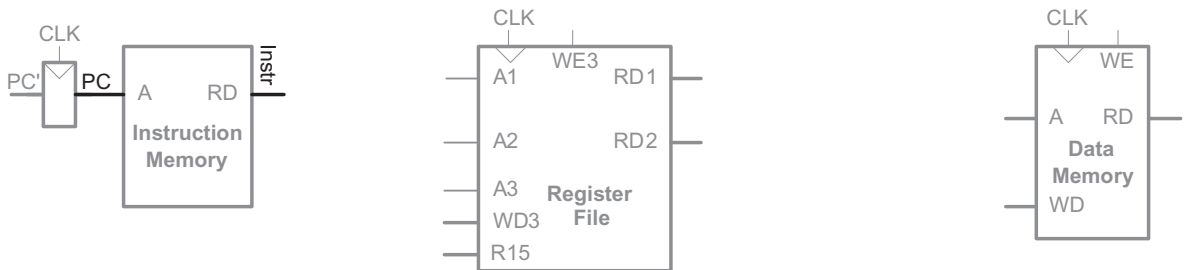 CLK
PC'
PC
A
RD
Instr
Instruction
Memory
CLK
WE3
A1
RD1
A2
RD2
A3
WD3
R15
Register
File
CLK
WE
A
RD
Data
Memory
WD